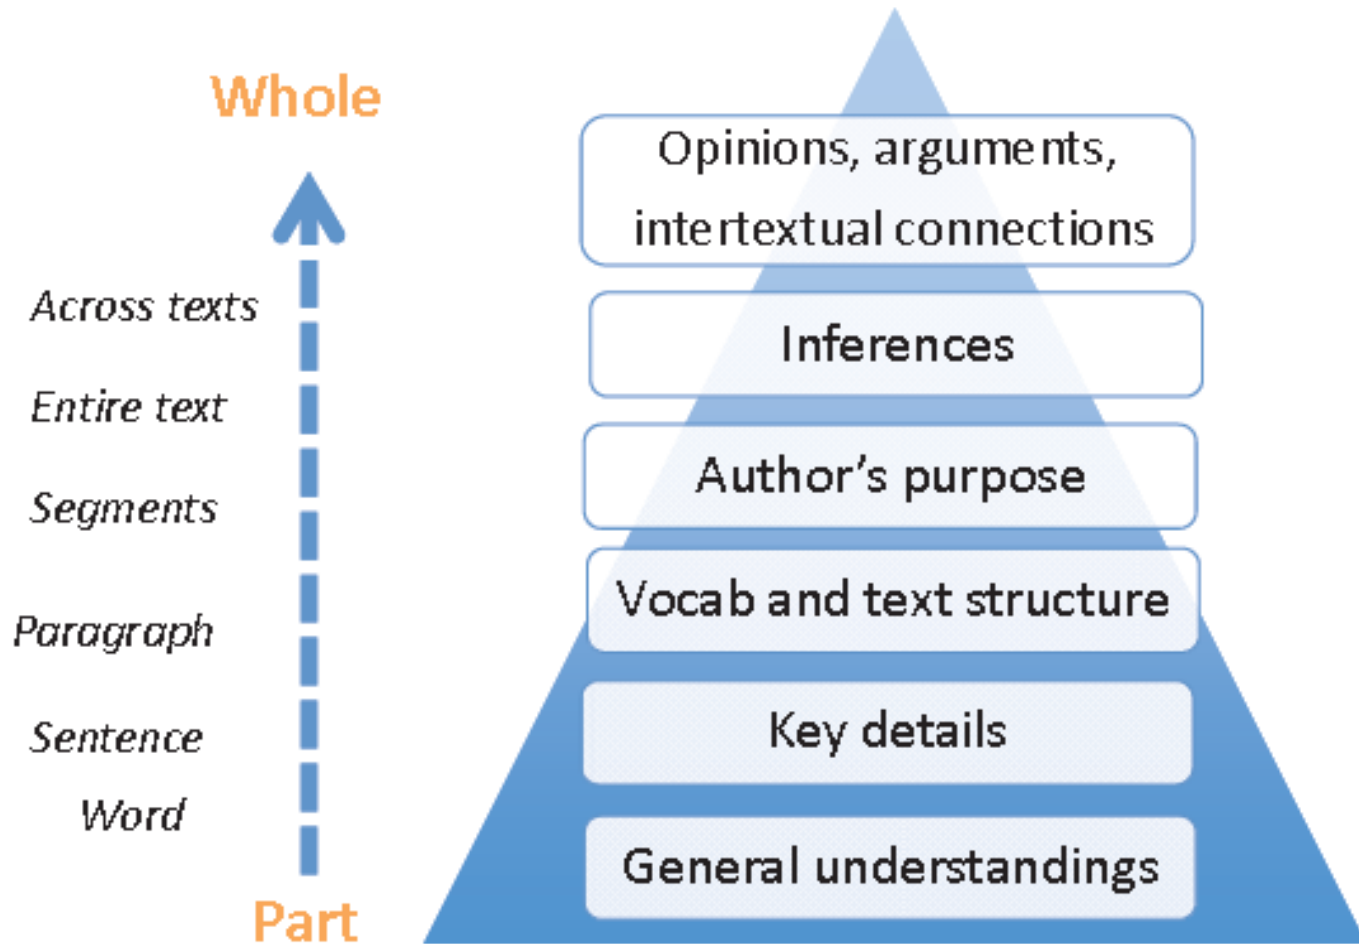 Whole
Across texts
Entire text
Segments
Paragraph
Sentence
Word
Part
Opinions, arguments,
intertextual connections
Inferences
Author’s purpose
Vocab and text structure
Key details
General understandings